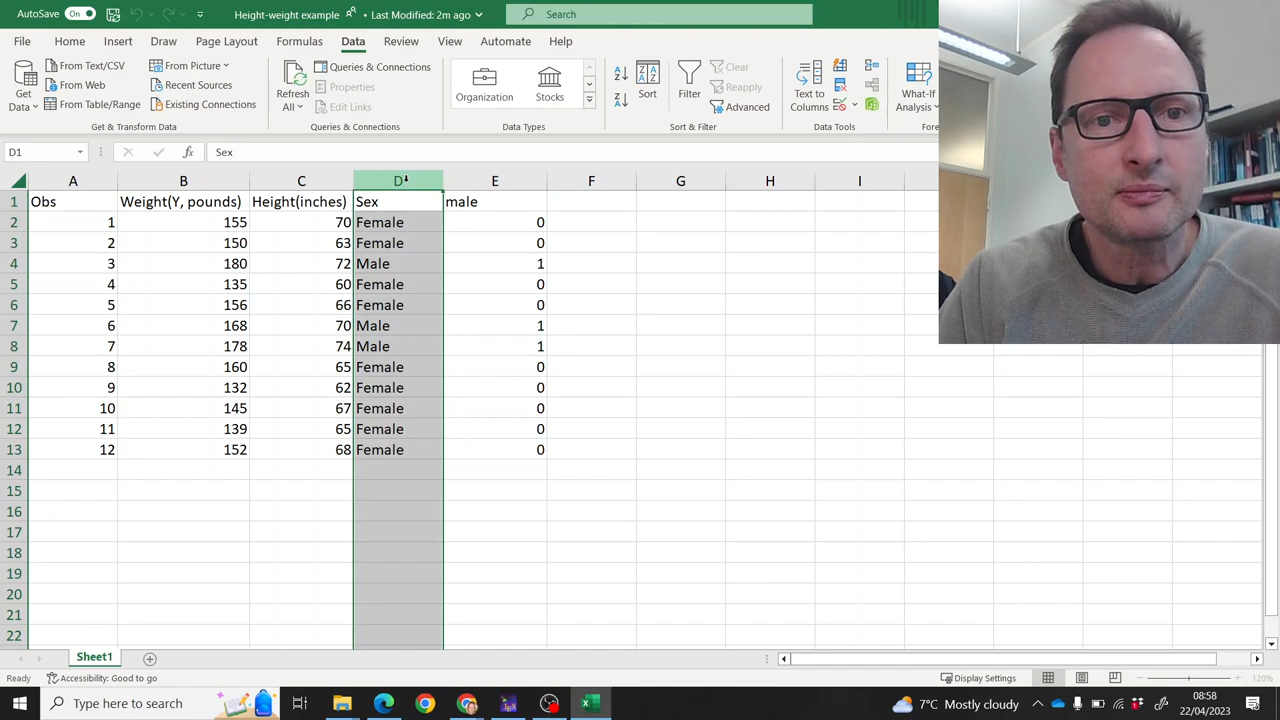 AutoSave On Height-weight example • Last Modified: 2m ago Search
File Home Insert Draw Page Layout Formulas Data Review View Automate Help
Get Data From Text/CSV From Web From Table/Range From Picture Recent Sources Existing Connections
Refresh All Queries & Connections Properties Edit Links
Organization Stocks
Sort Filter Clear Reapply Advanced
Text to Columns What-If Analysis
Get & Transform Data Queries & Connections Data Types Sort & Filter Data Tools Fore
D1 fx Sex
A B C D E F G H I
1 Obs Weight(Y, pounds) Height(inches) Sex male
2 1 155 70 Female 0
3 2 150 63 Female 0
4 3 180 72 Male 1
5 4 135 60 Female 0
6 5 156 66 Female 0
7 6 168 70 Male 1
8 7 178 74 Male 1
9 8 160 65 Female 0
10 9 132 62 Female 0
11 10 145 67 Female 0
12 11 139 65 Female 0
13 12 152 68 Female 0
14
15
16
17
18
19
20
21
22
Sheet1
Ready Accessibility: Good to go Display Settings 120%
Type here to search 7°C Mostly cloudy 08:58
22/04/2023